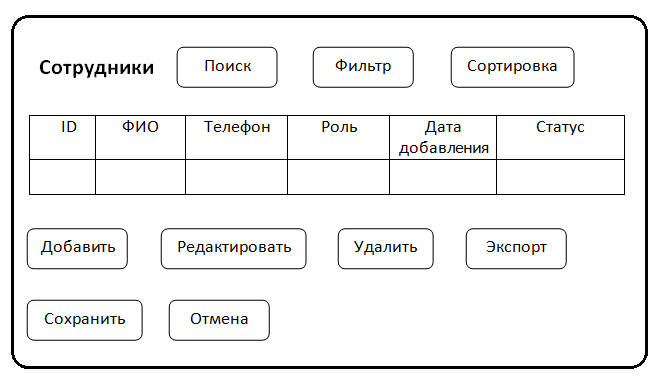 Сотрудники Поиск Фильтр Сортировка
ID ФИО Телефон Роль Дата добавления Статус
Добавить Редактировать Удалить Экспорт
Сохранить Отмена